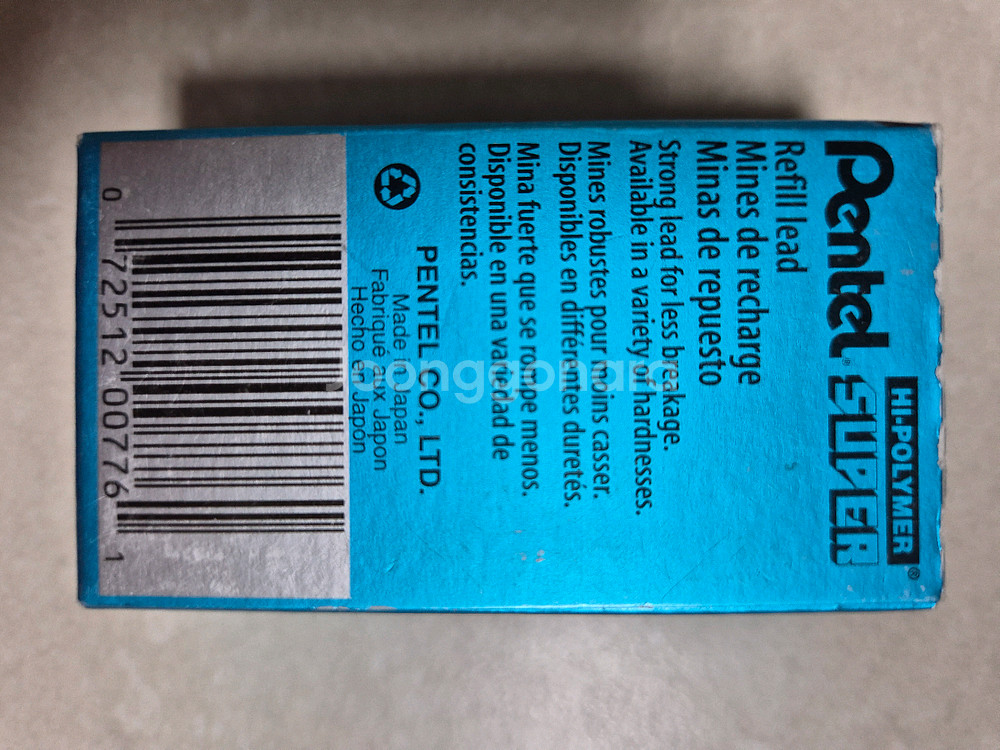 HI-POLYMER®
Pentel® SUPER
Refill lead
Mines de recharge
Minas de repuesto
Strong lead for less breakage.
Available in a variety of hardnesses.
Mines robustes pour moins casser.
Disponibles en différentes duretés.
Mina fuerte que se rompe menos.
Disponible en una variedad de
consistencias.
PENTEL CO., LTD.
Made in Japan
Fabriqué aux Japon
Hecho en Japon
0 72512 00776 1
joonggonara